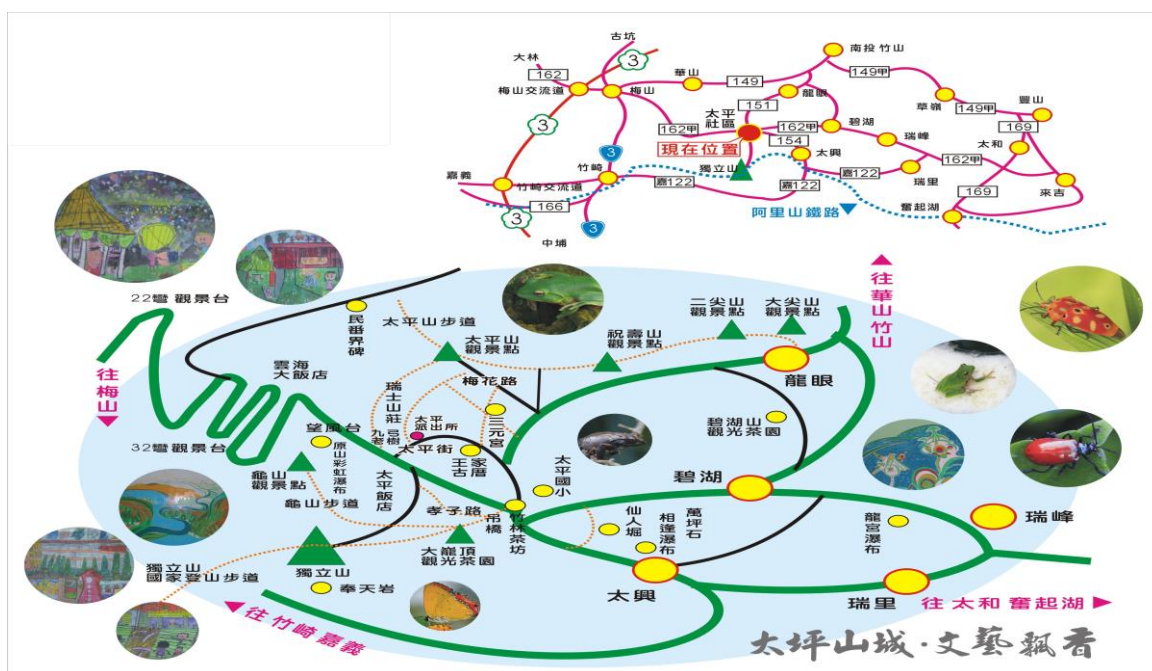 古坑
大林
3
南投 竹山
162
華山
149
149甲
梅山交流道
梅山
龍眼
草嶺
149甲
豐山
151
太平
社區
3
162甲
162甲
碧湖
169
154
瑞峰
太和
現在位置
太興
162甲
3
竹崎
獨立山
嘉義
竹崎交流道
嘉122
嘉122
嘉122
瑞里
169
來吉
166
阿里山鐵路
奮起湖
3
3
中埔
22彎 觀景台
民番界碑
太平山步道
二尖山
觀景點
大尖山
觀景點
往華山竹山
太平山
觀景點
祝壽山
觀景點
往梅山
雲海
大飯店
梅花路
龍眼
瑞士山莊
太平
派出所
三元宮
碧湖山
觀光茶園
望風台
九弓
老樹
太平街
32彎觀景台
原山彩虹瀑布
王家
古厝
太平國小
龜山
觀景點
太平飯店
碧湖
龜山步道
孝子路
吊橋
竹林茶坊
仙人堀
相逢瀑布
萬坪石
龍宮瀑布
瑞峰
大巃頂
觀光茶園
獨立山
國家登山步道
獨立山
奉天岩
太興
瑞里
往 太和 奮起湖
往 竹崎 嘉義
太坪山城·文藝飄香